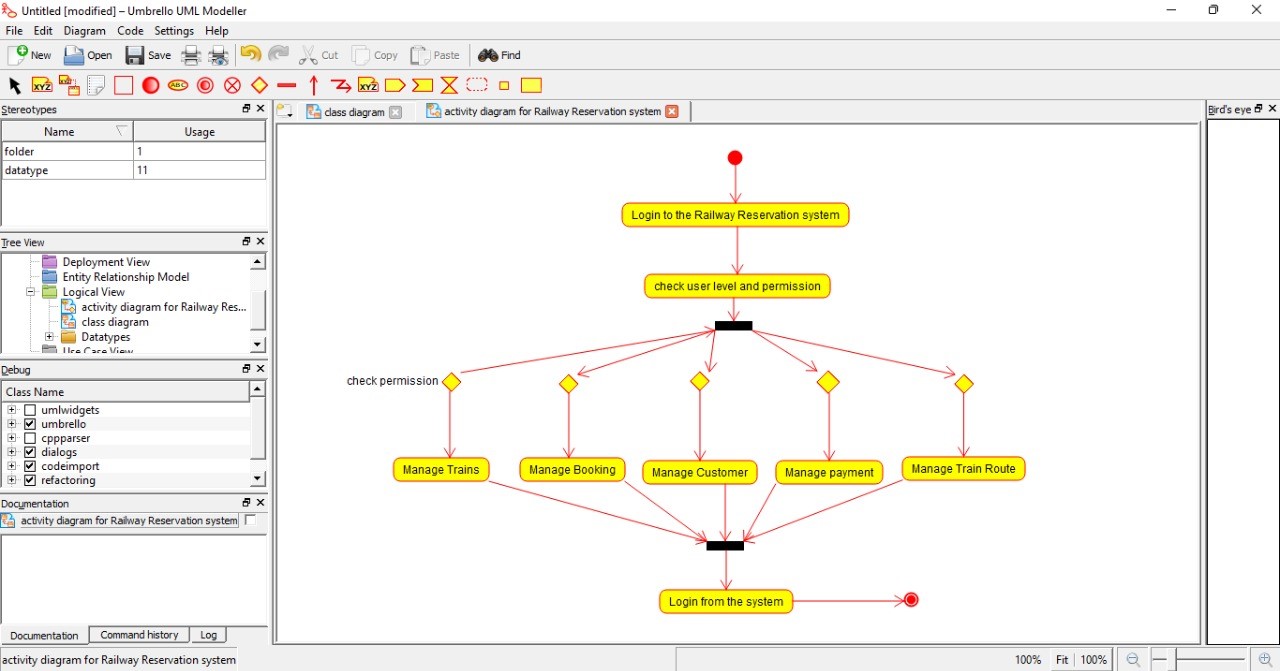 Untitled [modified] – Umbrello UML Modeller
File Edit Diagram Code Settings Help
New Open Save Cut Copy Paste Find
XYZ ABC XYZ
Stereotypes
Name Usage
folder 1
datatype 11
Tree View
Deployment View
Entity Relationship Model
Logical View
activity diagram for Railway Res...
class diagram
Datatypes
Use Case View
Debug
Class Name
umlwidgets
umbrello
cppparser
dialogs
codeimport
refactoring
Documentation
activity diagram for Railway Reservation system
Documentation Command history Log
activity diagram for Railway Reservation system
class diagram activity diagram for Railway Reservation system
Login to the Railway Reservation system
check user level and permission
check permission
Manage Trains Manage Booking Manage Customer Manage payment Manage Train Route
Login from the system
Bird's eye
100% Fit 100%